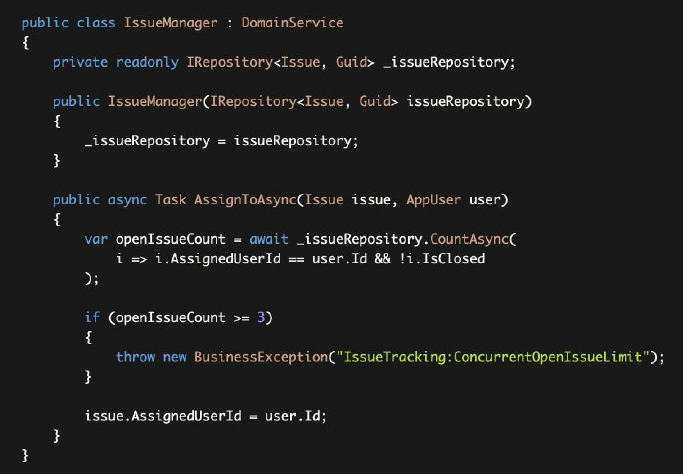 public class IssueManager : DomainService
{
    private readonly IRepository<Issue, Guid> _issueRepository;

    public IssueManager(IRepository<Issue, Guid> issueRepository)
    {
        _issueRepository = issueRepository;
    }

    public async Task AssignToAsync(Issue issue, AppUser user)
    {
        var openIssueCount = await _issueRepository.CountAsync(
            i => i.AssignedUserId == user.Id && !i.IsClosed
        );

        if (openIssueCount >= 3)
        {
            throw new BusinessException("IssueTracking:ConcurrentOpenIssueLimit");
        }

        issue.AssignedUserId = user.Id;
    }
}